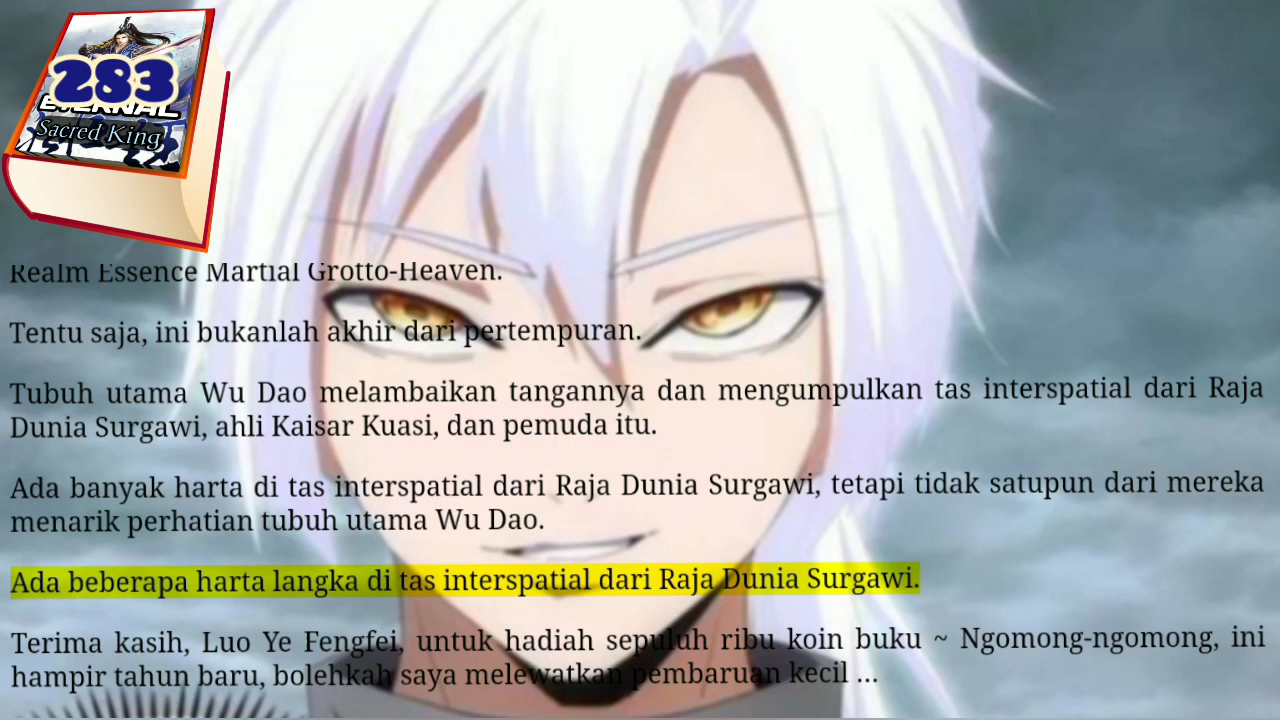 283
ETERNAL
Sacred King
Realm Essence Martial Grotto-Heaven.
Tentu saja, ini bukanlah akhir dari pertempuran.
Tubuh utama Wu Dao melambaikan tangannya dan mengumpulkan tas interspatial dari Raja
Dunia Surgawi, ahli Kaisar Kuasi, dan pemuda itu.
Ada banyak harta di tas interspatial dari Raja Dunia Surgawi, tetapi tidak satupun dari mereka
menarik perhatian tubuh utama Wu Dao.
Ada beberapa harta langka di tas interspatial dari Raja Dunia Surgawi.
Terima kasih, Luo Ye Fengfei, untuk hadiah sepuluh ribu koin buku ~ Ngomong-ngomong, ini
hampir tahun baru, bolehkah saya melewatkan pembaruan kecil ...